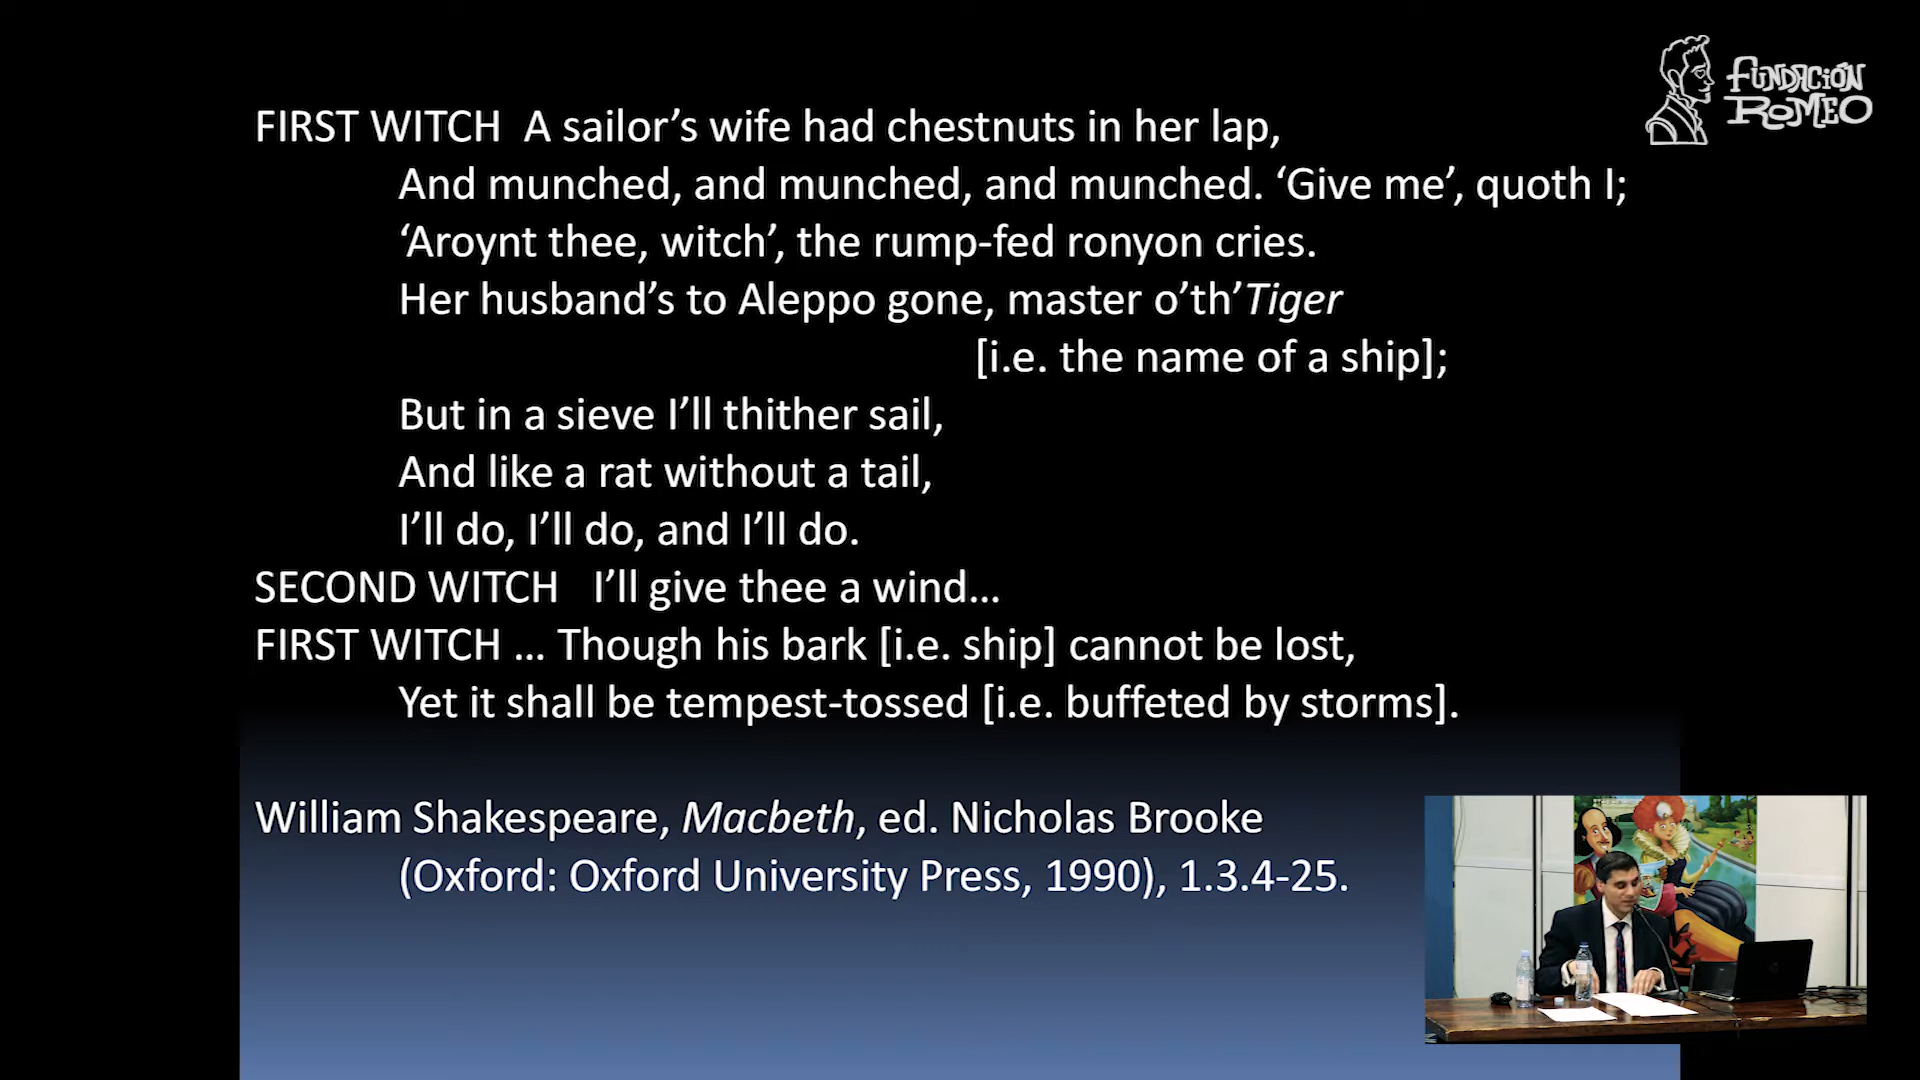 FUNDACIÓN
ROMEO
FIRST WITCH A sailor’s wife had chestnuts in her lap,
And munched, and munched, and munched. ‘Give me’, quoth I;
‘Aroynt thee, witch’, the rump-fed ronyon cries.
Her husband’s to Aleppo gone, master o’th’Tiger
[i.e. the name of a ship];
But in a sieve I’ll thither sail,
And like a rat without a tail,
I’ll do, I’ll do, and I’ll do.
SECOND WITCH I’ll give thee a wind…
FIRST WITCH … Though his bark [i.e. ship] cannot be lost,
Yet it shall be tempest-tossed [i.e. buffeted by storms].
William Shakespeare, Macbeth, ed. Nicholas Brooke
(Oxford: Oxford University Press, 1990), 1.3.4-25.